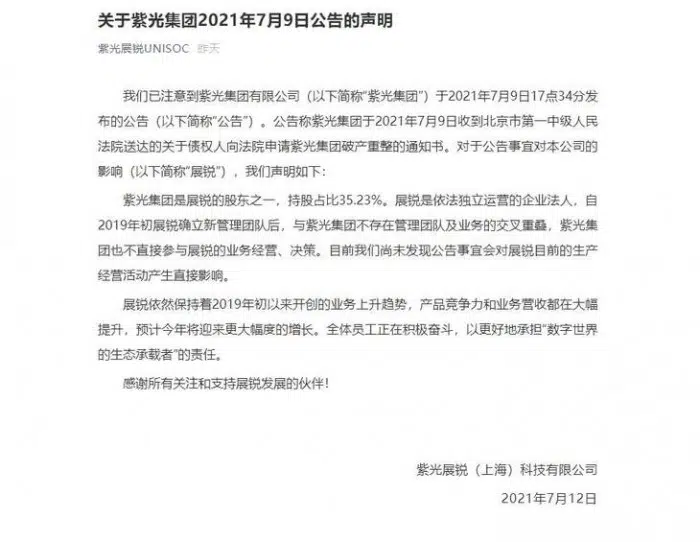 关于紫光集团2021年7月9日公告的声明
紫光展锐UNISOC 昨天
我们已注意到紫光集团有限公司（以下简称“紫光集团”）于2021年7月9日17点34分发
布的公告（以下简称“公告”）。公告称紫光集团于2021年7月9日收到北京市第一中级人民
法院送达的关于债权人向法院申请紫光集团破产重整的通知书。对于公告事宜对本公司的
影响（以下简称“展锐”），我们声明如下：
紫光集团是展锐的股东之一，持股占比35.23%。展锐是依法独立运营的企业法人，自
2019年初展锐确立新管理团队后，与紫光集团不存在管理团队及业务的交叉重叠，紫光集
团也不直接参与展锐的业务经营、决策。目前我们尚未发现公告事宜会对展锐目前的生产
经营活动产生直接影响。
展锐依然保持着2019年初以来开创的业务上升趋势，产品竞争力和业务营收都在大幅
提升，预计今年将迎来更大幅度的增长。全体员工正在积极奋斗，以更好地承担“数字世界
的生态承载者”的责任。
感谢所有关注和支持展锐发展的伙伴！
紫光展锐（上海）科技有限公司
2021年7月12日